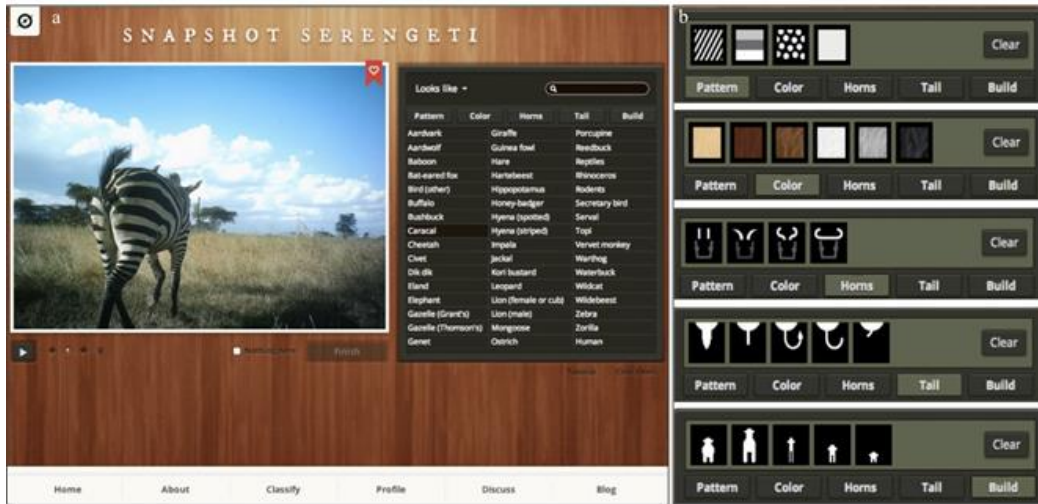 a
SNAPSHOT SERENGETI
Looks like
Pattern Color Horns Tail Build
Aardvark Giraffe Porcupine
Aardwolf Guinea fowl Reedbuck
Baboon Hare Reptiles
Bat-eared fox Hartebeest Rhinoceros
Bird (other) Hippopotamus Rodents
Buffalo Honey-badger Secretary bird
Bushbuck Hyena (spotted) Serval
Caracal Hyena (striped) Topi
Cheetah Impala Vervet monkey
Civet Jackal Warthog
Dik dik Kori bustard Waterbuck
Eland Leopard Wildcat
Elephant Lion (female or cub) Wildebeest
Gazelle (Grant's) Lion (male) Zebra
Gazelle (Thomson's) Mongoose Zorilla
Genet Ostrich Human
Finish
Home About Classify Profile Discuss Blog
b
Clear
Pattern Color Horns Tail Build
Clear
Pattern Color Horns Tail Build
Clear
Pattern Color Horns Tail Build
Clear
Pattern Color Horns Tail Build
Clear
Pattern Color Horns Tail Build